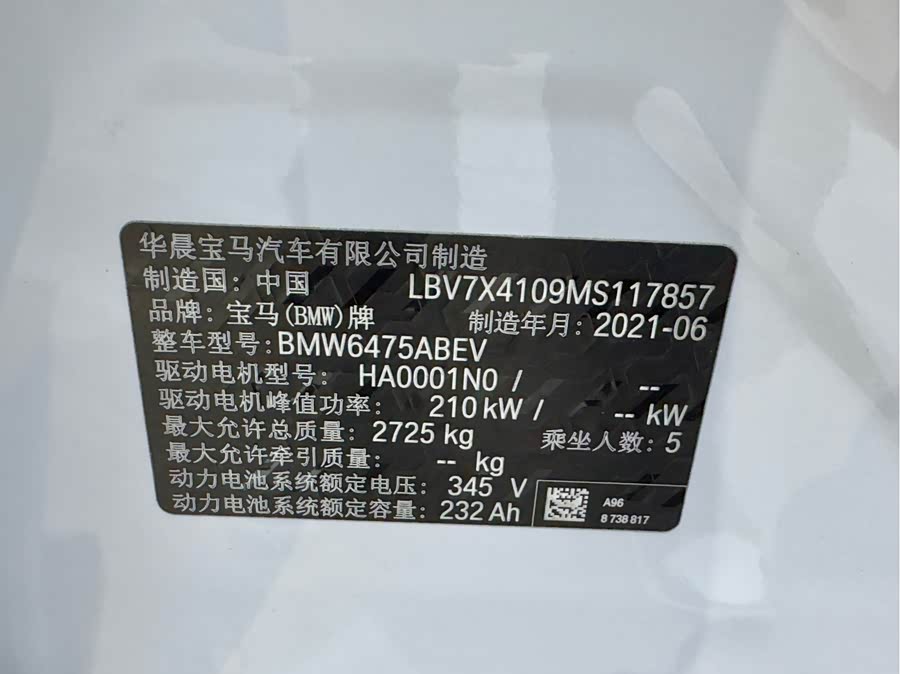 华晨宝马汽车有限公司制造
制造国: 中国 LBV7X4109MS117857
品牌: 宝马(BMW)牌 制造年月: 2021-06
整车型号:BMW6475ABEV
驱动电机型号: HA0001N0 / --
驱动电机峰值功率: 210 kW / -- kW
最大允许总质量: 2725 kg 乘坐人数: 5
最大允许牵引质量: -- kg
动力电池系统额定电压: 345 V
动力电池系统额定容量: 232 Ah
A96
8 738 817